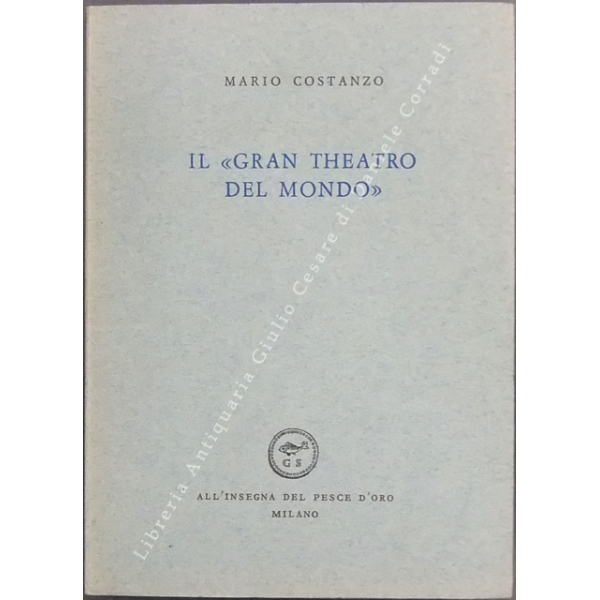 MARIO COSTANZO
IL «GRAN THEATRO
DEL MONDO»
G S
ALL'INSEGNA DEL PESCE D'ORO
MILANO
Libreria Antiquaria Giulio Cesare di Daniele Corradi